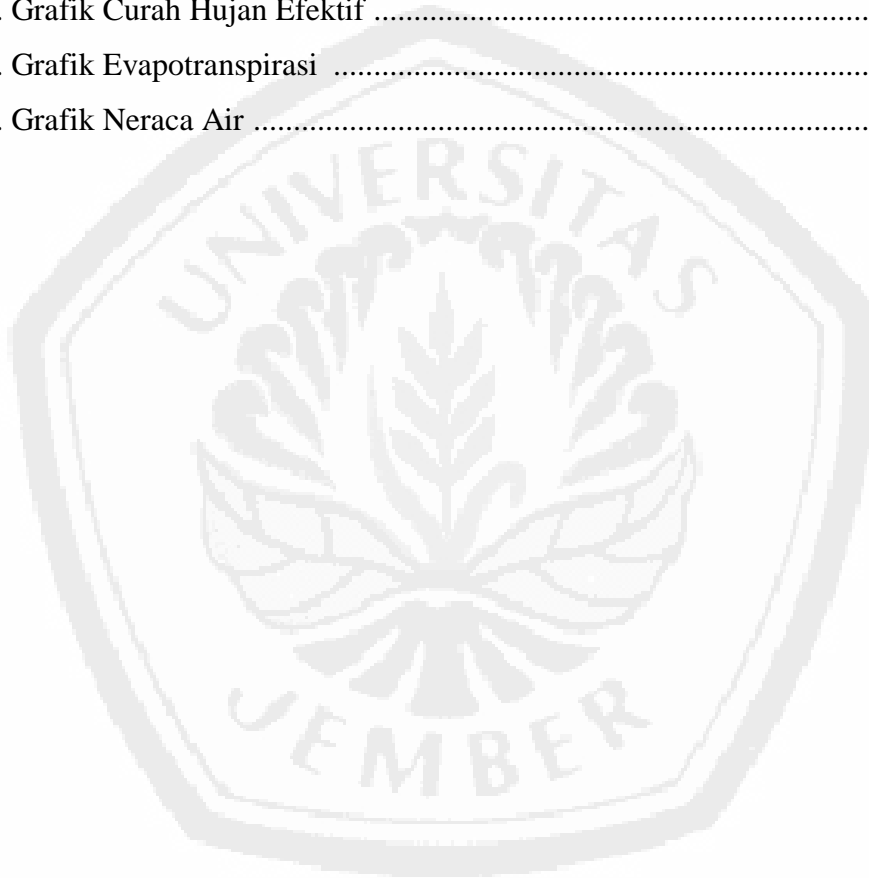 . Grafik Curah Hujan Efektif ................................................................
. Grafik Evapotranspirasi ......................................................................
. Grafik Neraca Air ................................................................................
UNIVERSITAS
JEMBER